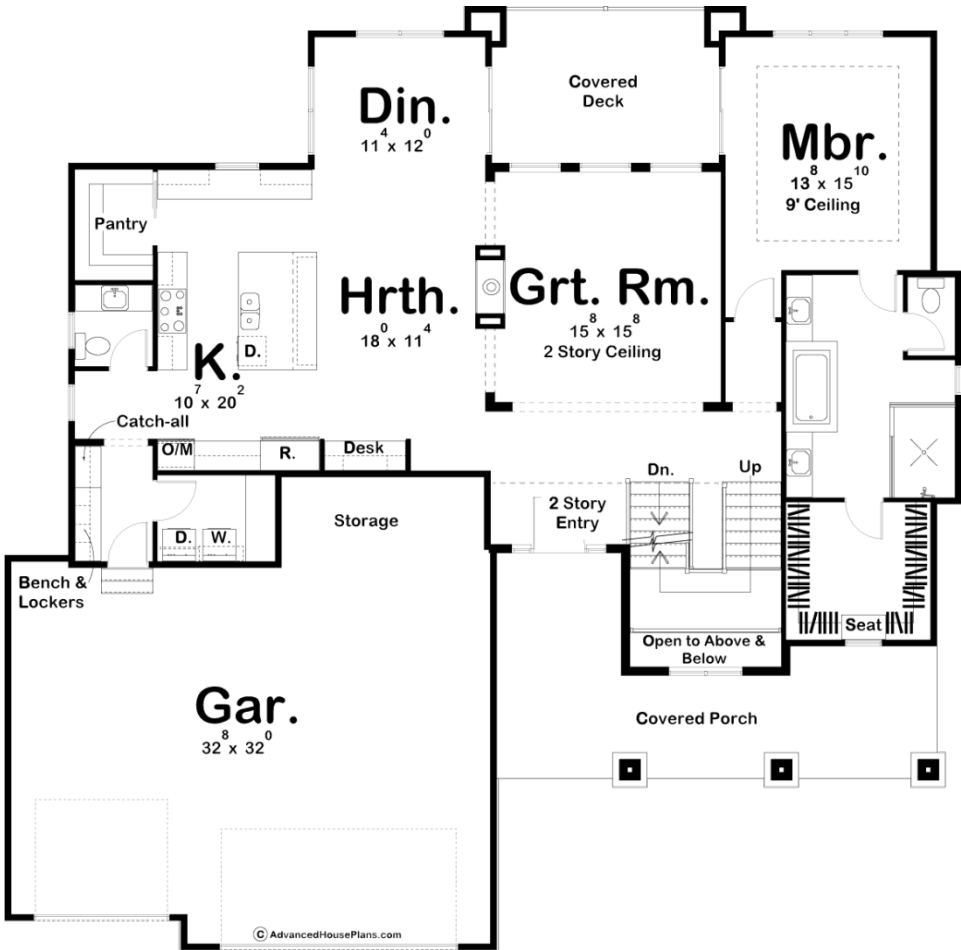 Covered
Deck
Din.
11⁴ x 12⁰
Mbr.
13⁸ x 15¹⁰
9' Ceiling
Pantry
Hrth.
18⁰ x 11⁴
Grt. Rm.
15⁸ x 15⁸
2 Story Ceiling
D.
K.
10⁷ x 20²
Catch-all
O/M
R.
Desk
Dn.
Up
2 Story
Entry
Storage
D.
W.
Bench &
Lockers
Seat
Open to Above &
Below
Gar.
32⁸ x 32⁰
Covered Porch
© AdvancedHousePlans.com